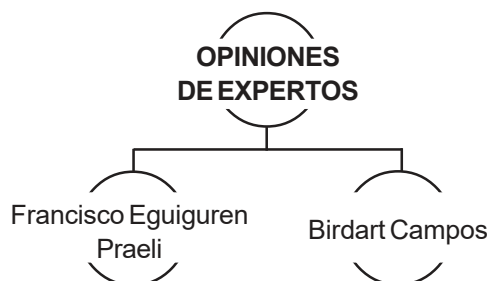 OPINIONES
DE EXPERTOS
Francisco Eguiguren
Praeli
Birdart Campos